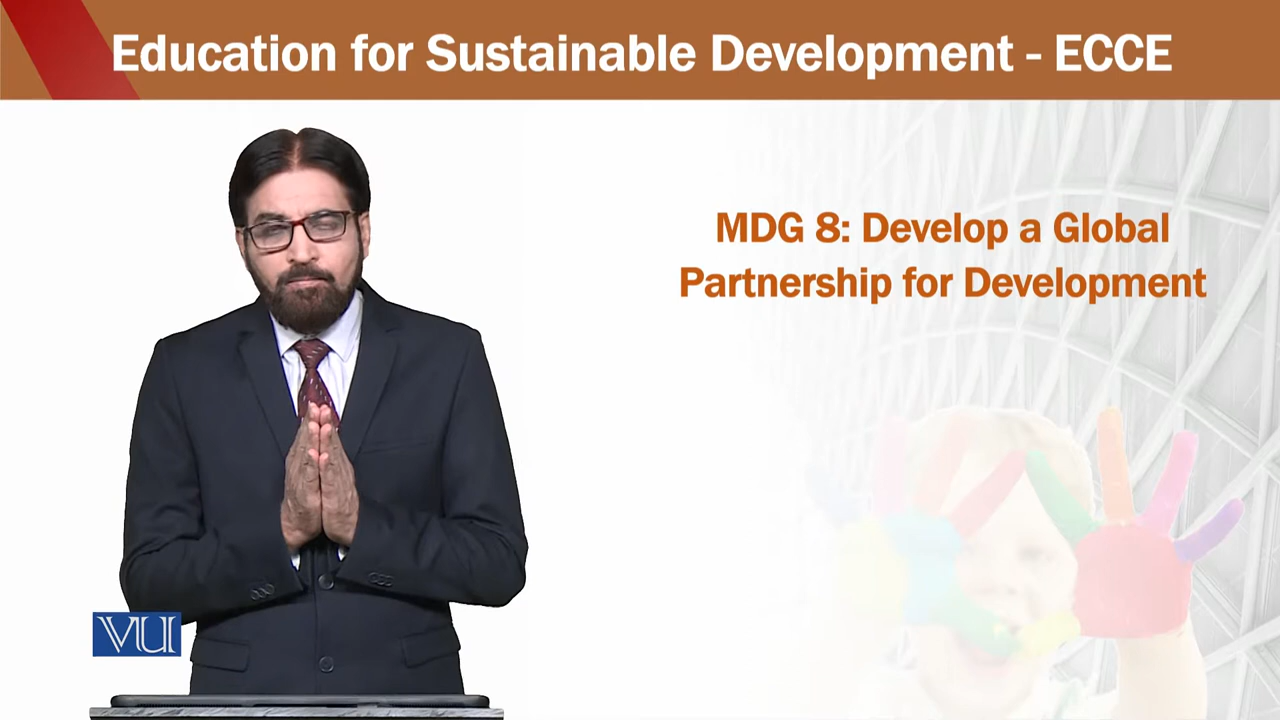 Education for Sustainable Development - ECCE
MDG 8: Develop a Global
Partnership for Development
VU